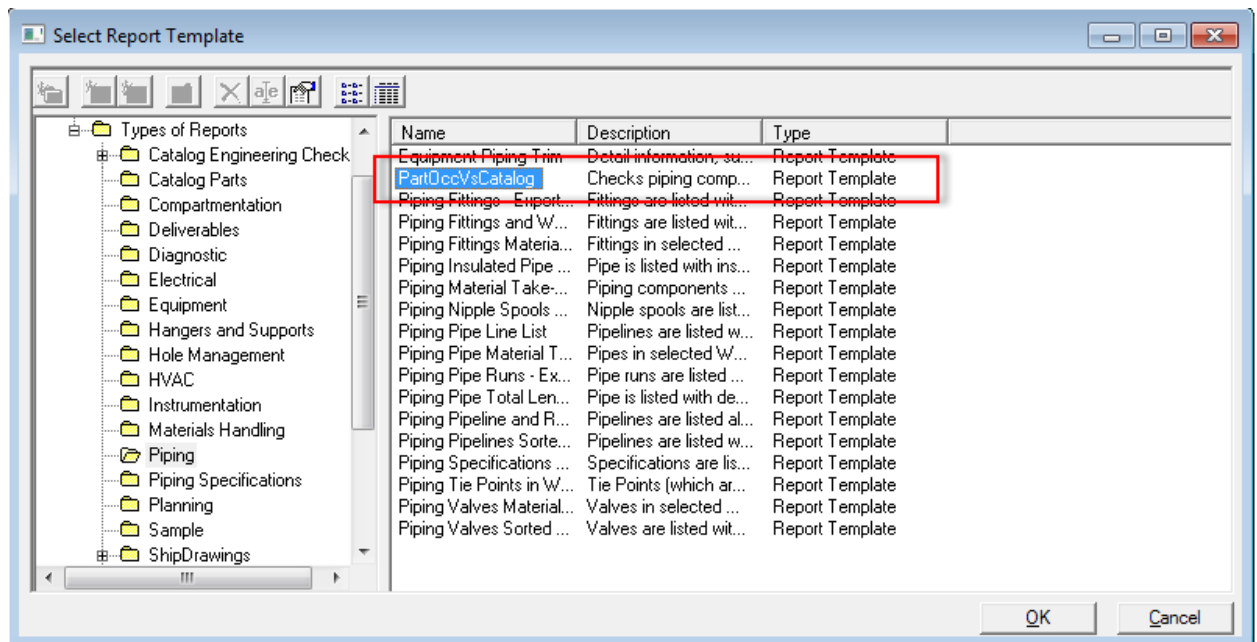 Select Report Template
Types of Reports
Catalog Engineering Check
Catalog Parts
Compartmentation
Deliverables
Diagnostic
Electrical
Equipment
Hangers and Supports
Hole Management
HVAC
Instrumentation
Materials Handling
Piping
Piping Specifications
Planning
Sample
ShipDrawings
Name Description Type
Equipment Piping Trim Detail information, su... Report Template
PartOccVsCatalog Checks piping comp... Report Template
Piping Fittings - Export... Fittings are listed wit... Report Template
Piping Fittings and W... Fittings are listed wit... Report Template
Piping Fittings Materia... Fittings in selected ... Report Template
Piping Insulated Pipe ... Pipe is listed with ins... Report Template
Piping Material Take-... Piping components ... Report Template
Piping Nipple Spools ... Nipple spools are list... Report Template
Piping Pipe Line List Pipelines are listed w... Report Template
Piping Pipe Material T... Pipes in selected W... Report Template
Piping Pipe Runs - Ex... Pipe runs are listed ... Report Template
Piping Pipe Total Len... Pipe is listed with de... Report Template
Piping Pipeline and R... Pipelines are listed al... Report Template
Piping Pipelines Sorte... Pipelines are listed w... Report Template
Piping Specifications ... Specifications are lis... Report Template
Piping Tie Points in W... Tie Points (which ar... Report Template
Piping Valves Material... Valves in selected ... Report Template
Piping Valves Sorted ... Valves are listed wit... Report Template
OK Cancel